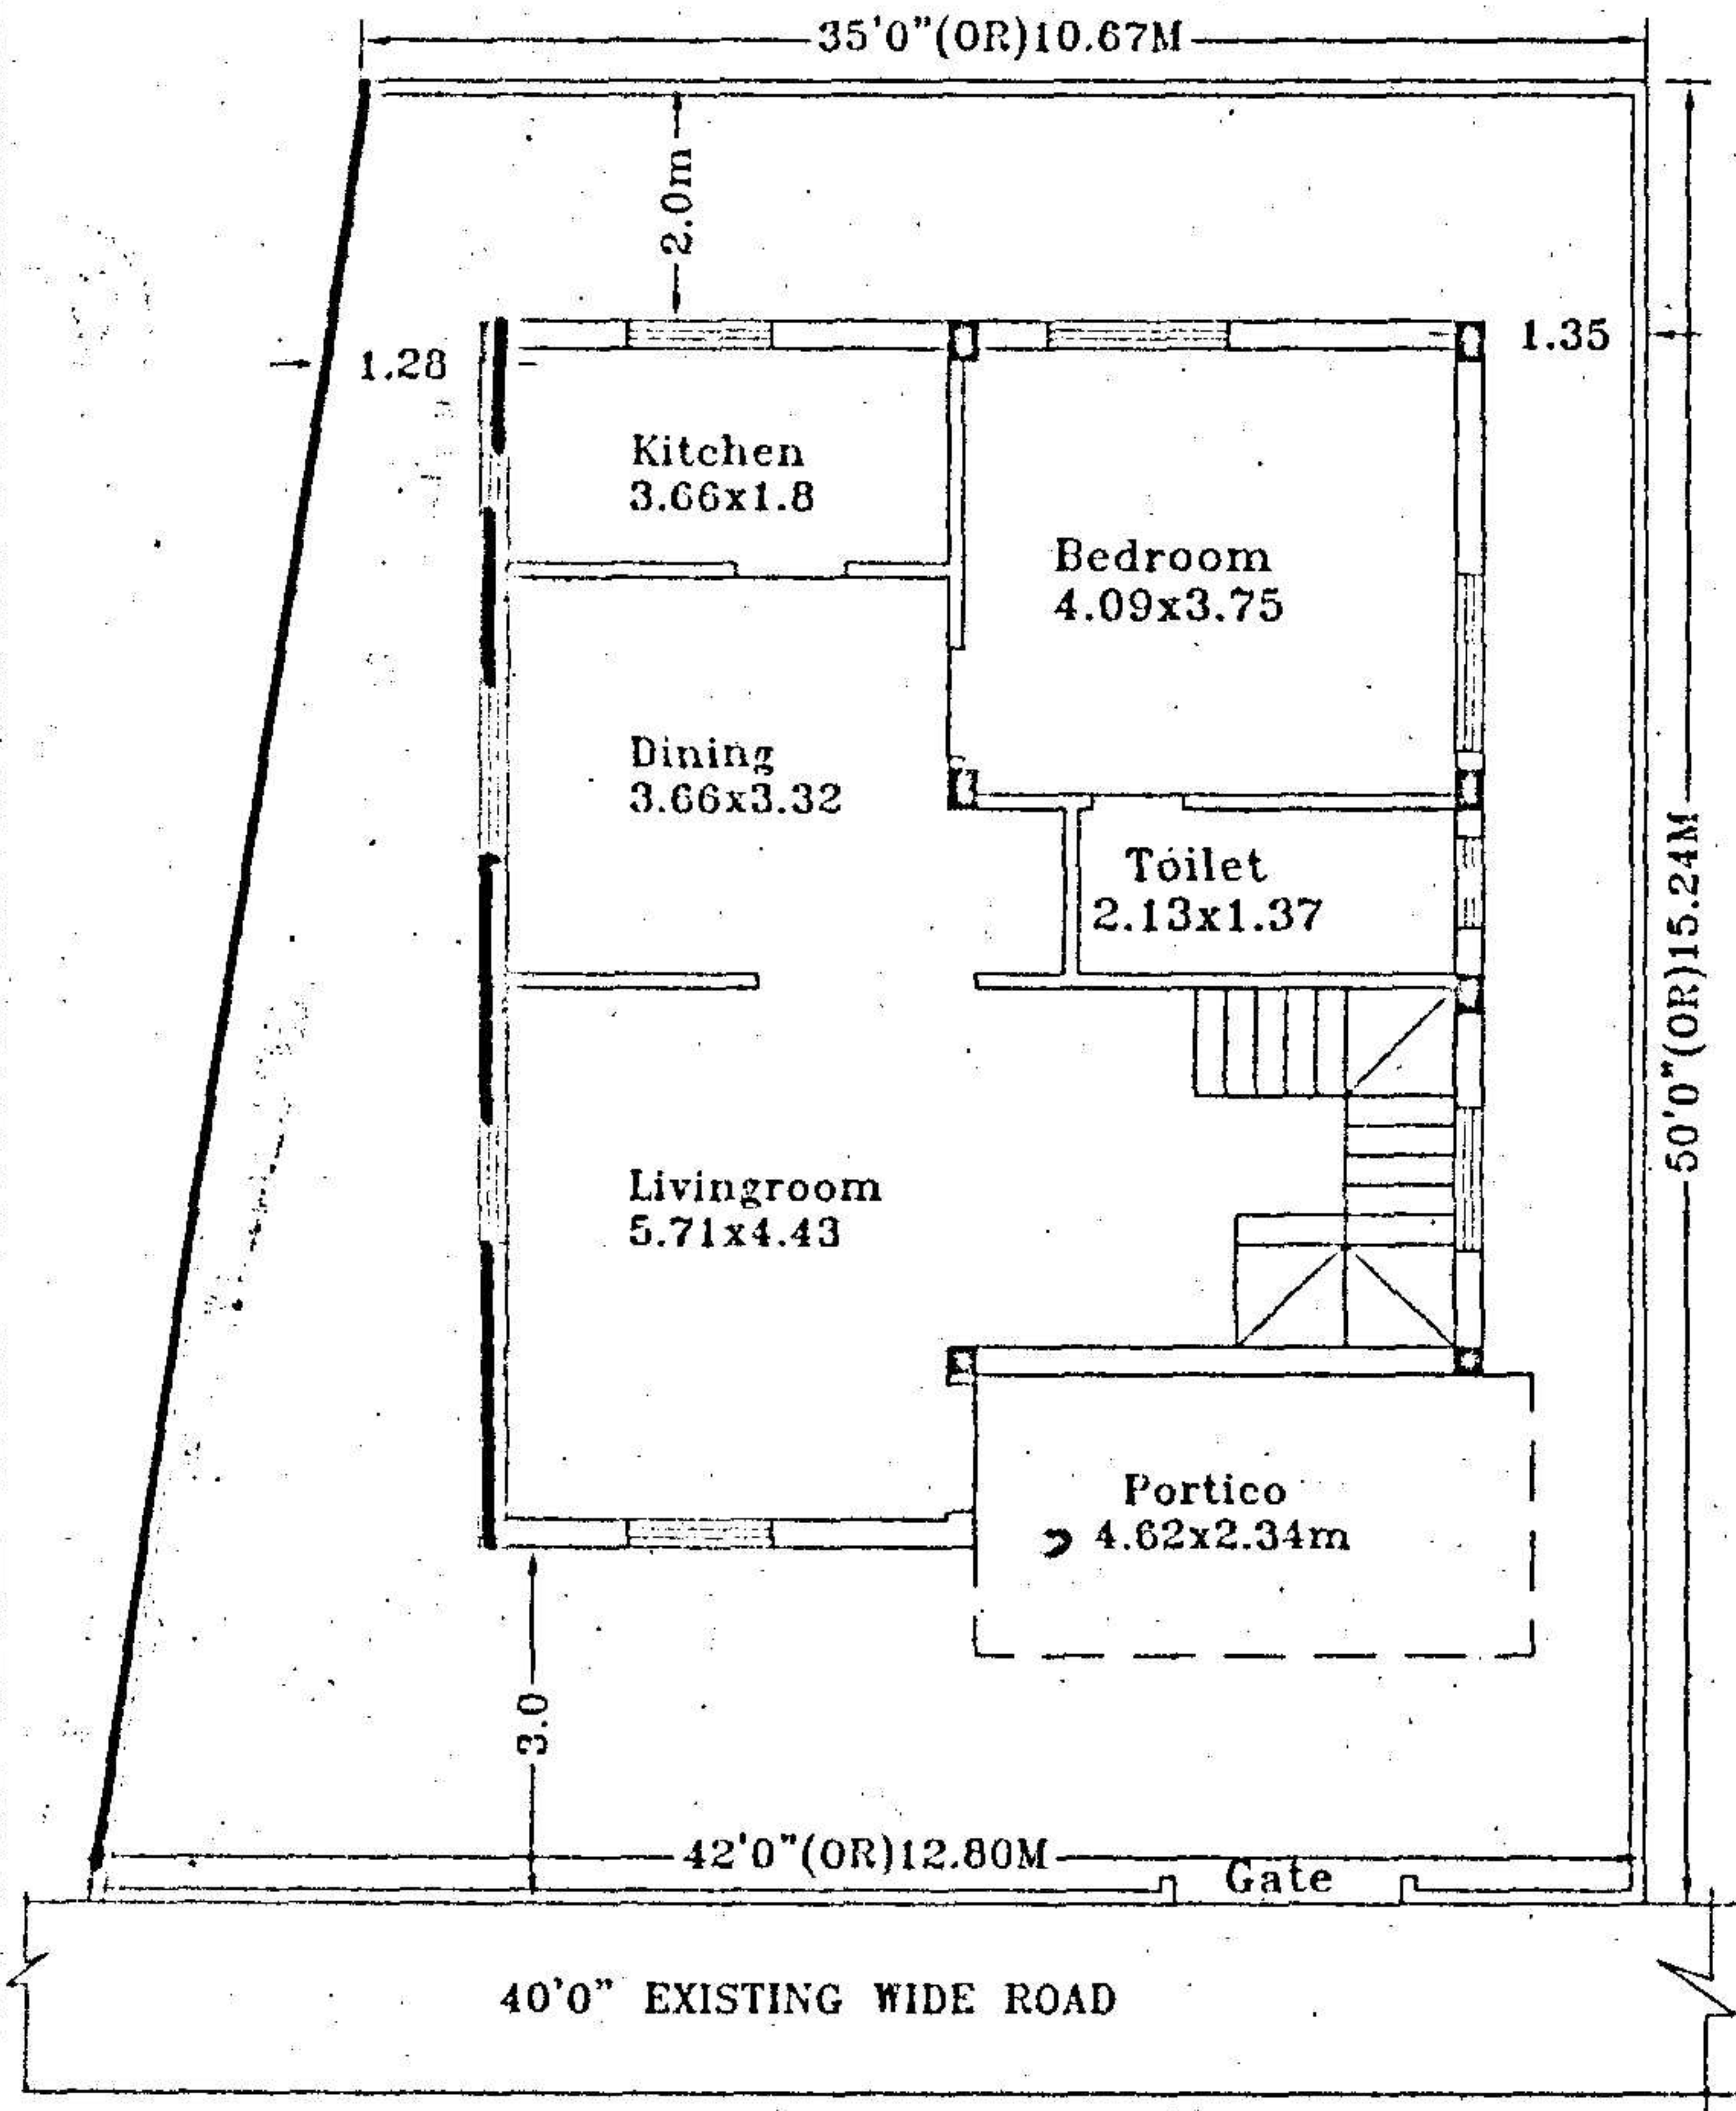 35'0"(OR)10.67M
2.0m
1.28
1.35
Kitchen
3.66x1.8
Bedroom
4.09x3.75
Dining
3.66x3.32
Toilet
2.13x1.37
50'0"(OR)15.24M
Livingroom
5.71x4.43
Portico
4.62x2.34m
3.0
42'0"(OR)12.80M
Gate
40'0" EXISTING WIDE ROAD